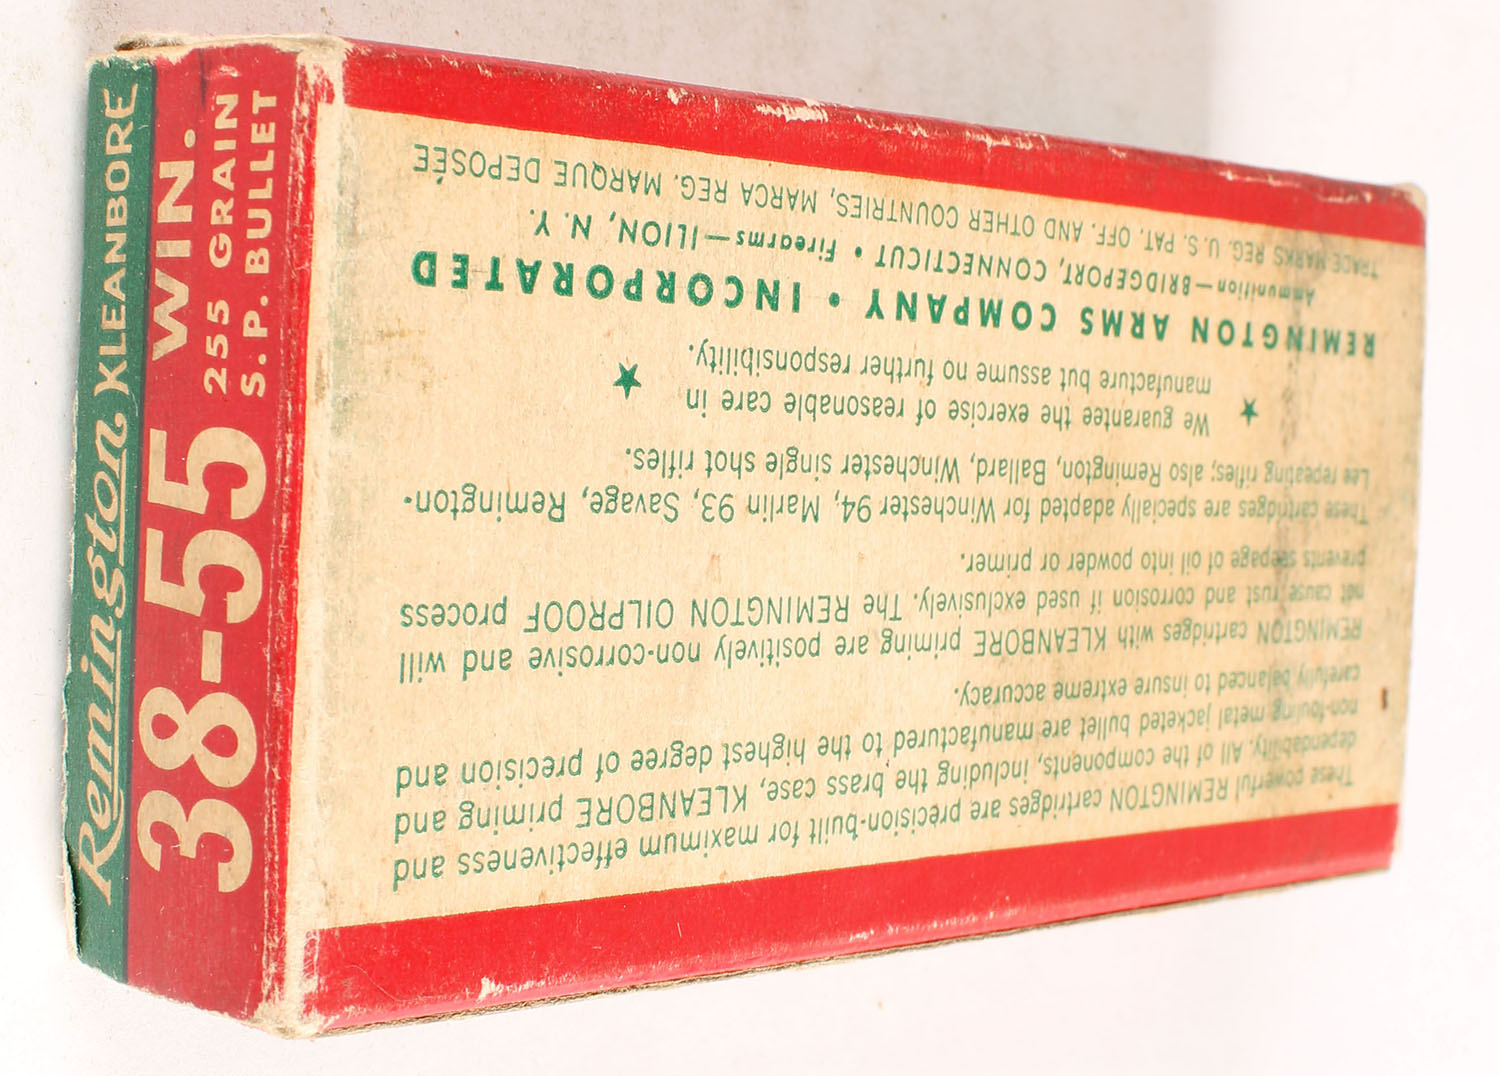 Remington KLEANBORE
38-55 WIN.
255 GRAIN
S.P. BULLET
These powerful REMINGTON cartridges are precision-built for maximum effectiveness and
dependability. All of the components, including the brass case, KLEANBORE priming and
non-fouling metal jacketed bullet are manufactured to the highest degree of precision and
carefully balanced to insure extreme accuracy.
REMINGTON cartridges with KLEANBORE priming are positively non-corrosive and will
not cause rust and corrosion if used exclusively. The REMINGTON OILPROOF process
prevents seepage of oil into powder or primer.
These cartridges are specially adapted for Winchester '94, Marlin '93, Savage, Remington-
Lee repeating rifles; also Remington, Ballard, Winchester single shot rifles.
We guarantee the exercise of reasonable care in
manufacture but assume no further responsibility.
REMINGTON ARMS COMPANY • INCORPORATED
Ammunition—BRIDGEPORT, CONNECTICUT • Firearms—ILION, N. Y.
TRADE MARKS REG. U. S. PAT. OFF. AND OTHER COUNTRIES, MARCA REG. MARQUE DEPOSÉE